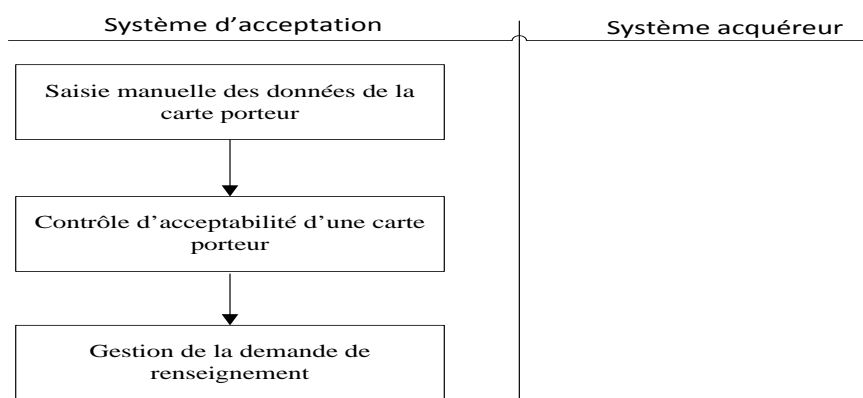 Système d'acceptation
Système acquéreur
Saisie manuelle des données de la
carte porteur
Contrôle d'acceptabilité d'une carte
porteur
Gestion de la demande de
renseignement